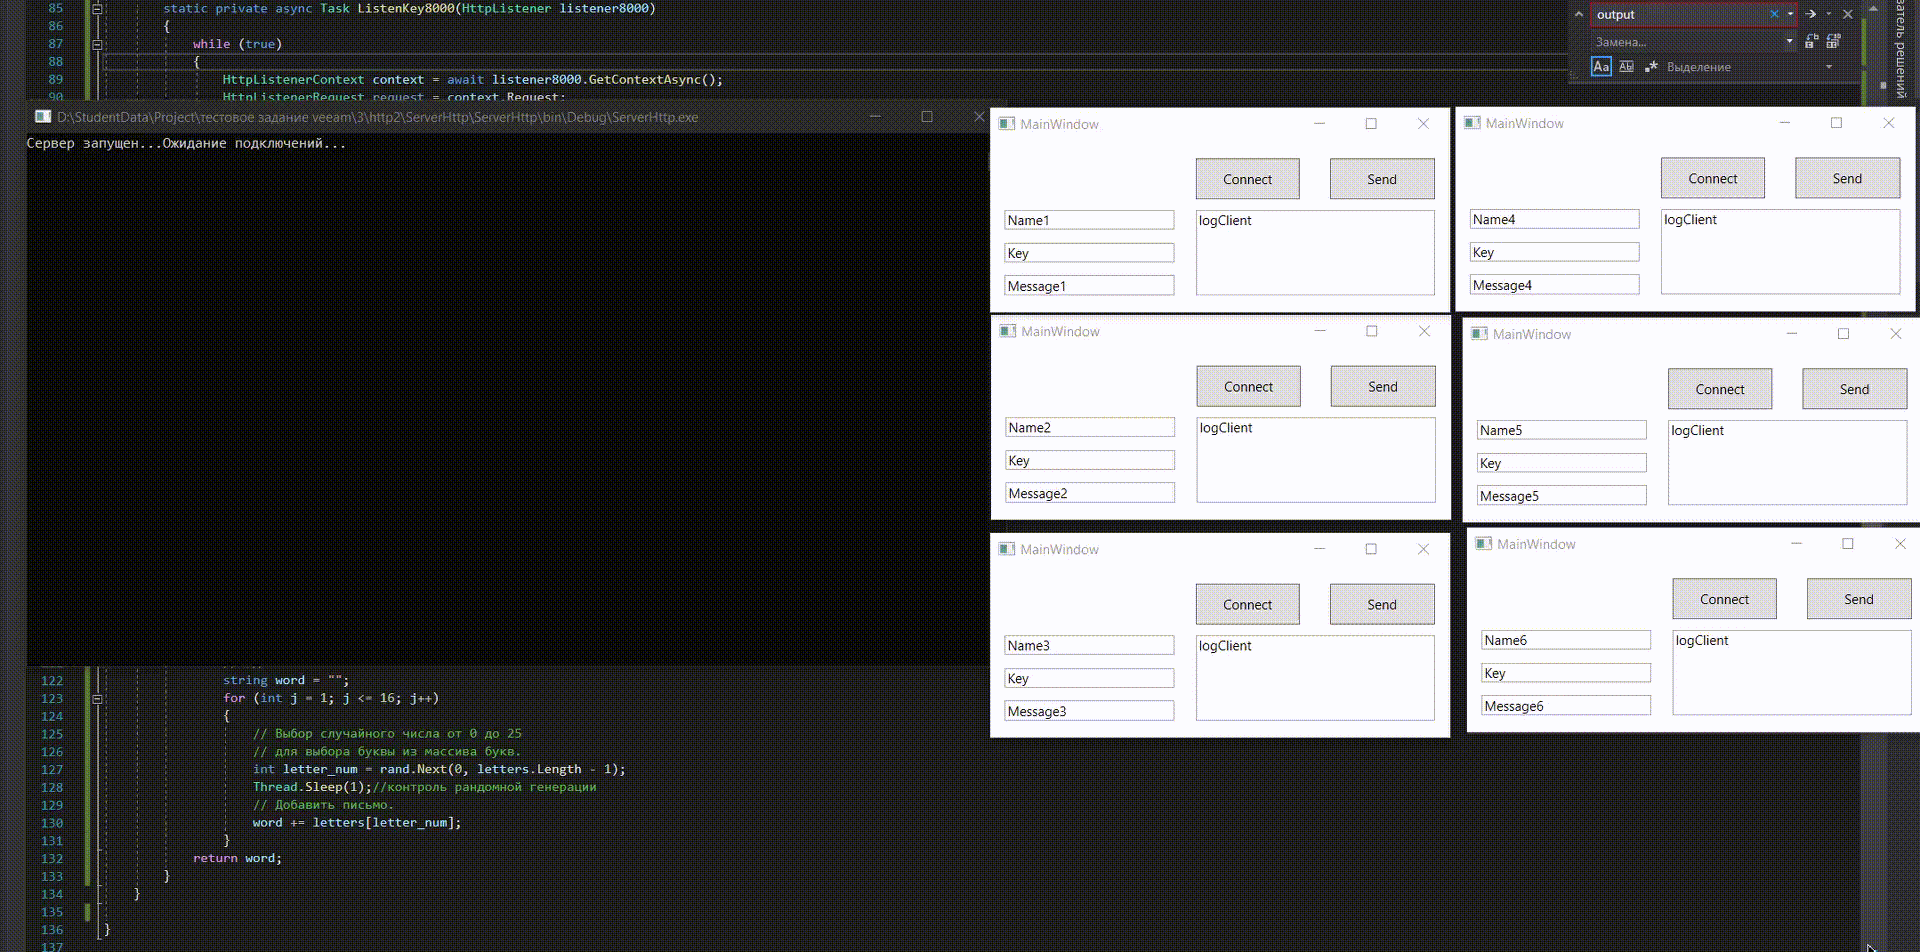 85 static private async Task ListenKey8000(HttpListener listener8000)
86 {
87 while (true)
88 {
89 HttpListenerContext context = await listener8000.GetContextAsync();
90 HttpListenerRequest request = context.Request;
output
Замена...
Aa Ab Выделение
D:\StudentData\Project\тестовое задание veeam\3\http2\ServerHttp\ServerHttp\bin\Debug\ServerHttp.exe
Сервер запущен...Ожидание подключений...
MainWindow
Connect Send
Name1
logClient
Key
Message1
MainWindow
Connect Send
Name4
logClient
Key
Message4
MainWindow
Connect Send
Name2
logClient
Key
Message2
MainWindow
Connect Send
Name5
logClient
Key
Message5
MainWindow
Connect Send
Name3
logClient
Key
Message3
MainWindow
Connect Send
Name6
logClient
Key
Message6
122 string word = "";
123 for (int j = 1; j <= 16; j++)
124 {
125 // Выбор случайного числа от 0 до 25
126 // для выбора буквы из массива букв.
127 int letter_num = rand.Next(0, letters.Length - 1);
128 Thread.Sleep(1);//контроль рандомной генерации
129 // Добавить письмо.
130 word += letters[letter_num];
131 }
132 return word;
133 }
134 }
135
136 }
137
решений